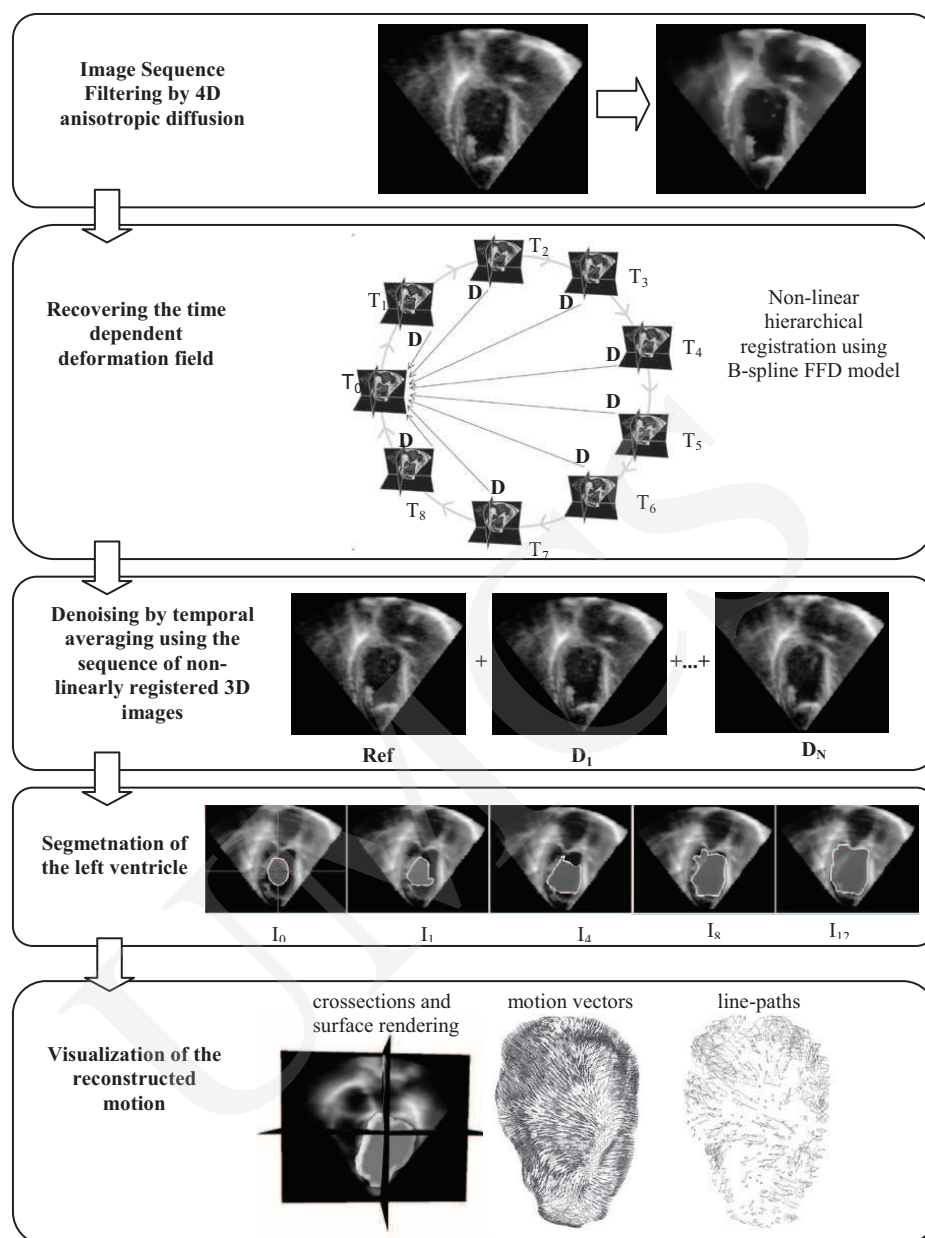 Image Sequence
Filtering by 4D
anisotropic diffusion
Recovering the time
dependent
deformation field
T0
T1
T2
T3
T4
T5
T6
T7
T8
D
D
D
D
D
D
D
D
Non-linear
hierarchical
registration using
B-spline FFD model
Denoising by temporal
averaging using the
sequence of non-
linearly registered 3D
images
+
+...+
Ref
D1
DN
Segmetnation of
the left ventricle
I0
I1
I4
I8
I12
Visualization of the
reconstructed
motion
crossections and
surface rendering
motion vectors
line-paths
UMCS